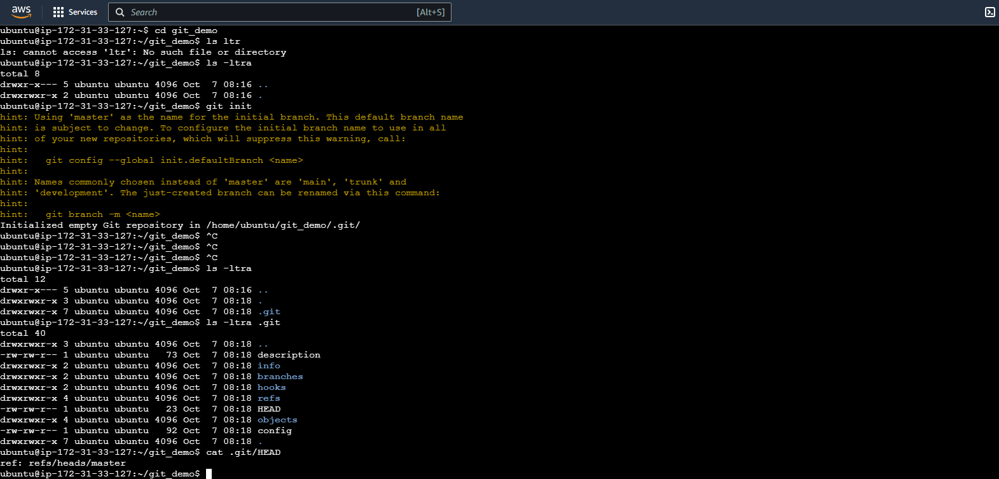 aws
Services
Search [Alt+S]
ubuntu@ip-172-31-33-127:~$ cd git_demo
ubuntu@ip-172-31-33-127:~/git_demo$ ls ltr
ls: cannot access 'ltr': No such file or directory
ubuntu@ip-172-31-33-127:~/git_demo$ ls -ltra
total 8
drwxr-x--- 5 ubuntu ubuntu 4096 Oct  7 08:16 ..
drwxrwxr-x 2 ubuntu ubuntu 4096 Oct  7 08:16 .
ubuntu@ip-172-31-33-127:~/git_demo$ git init
hint: Using 'master' as the name for the initial branch. This default branch name
hint: is subject to change. To configure the initial branch name to use in all
hint: of your new repositories, which will suppress this warning, call:
hint:
hint:   git config --global init.defaultBranch <name>
hint:
hint: Names commonly chosen instead of 'master' are 'main', 'trunk' and
hint: 'development'. The just-created branch can be renamed via this command:
hint:
hint:   git branch -m <name>
Initialized empty Git repository in /home/ubuntu/git_demo/.git/
ubuntu@ip-172-31-33-127:~/git_demo$ ^C
ubuntu@ip-172-31-33-127:~/git_demo$ ^C
ubuntu@ip-172-31-33-127:~/git_demo$ ^C
ubuntu@ip-172-31-33-127:~/git_demo$ ls -ltra
total 12
drwxr-x--- 5 ubuntu ubuntu 4096 Oct  7 08:16 ..
drwxrwxr-x 3 ubuntu ubuntu 4096 Oct  7 08:18 .
drwxrwxr-x 7 ubuntu ubuntu 4096 Oct  7 08:18 .git
ubuntu@ip-172-31-33-127:~/git_demo$ ls -ltra .git
total 40
drwxrwxr-x 3 ubuntu ubuntu 4096 Oct  7 08:18 ..
-rw-rw-r-- 1 ubuntu ubuntu   73 Oct  7 08:18 description
drwxrwxr-x 2 ubuntu ubuntu 4096 Oct  7 08:18 info
drwxrwxr-x 2 ubuntu ubuntu 4096 Oct  7 08:18 branches
drwxrwxr-x 2 ubuntu ubuntu 4096 Oct  7 08:18 hooks
drwxrwxr-x 4 ubuntu ubuntu 4096 Oct  7 08:18 refs
-rw-rw-r-- 1 ubuntu ubuntu   23 Oct  7 08:18 HEAD
drwxrwxr-x 4 ubuntu ubuntu 4096 Oct  7 08:18 objects
-rw-rw-r-- 1 ubuntu ubuntu   92 Oct  7 08:18 config
drwxrwxr-x 7 ubuntu ubuntu 4096 Oct  7 08:18 .
ubuntu@ip-172-31-33-127:~/git_demo$ cat .git/HEAD
ref: refs/heads/master
ubuntu@ip-172-31-33-127:~/git_demo$